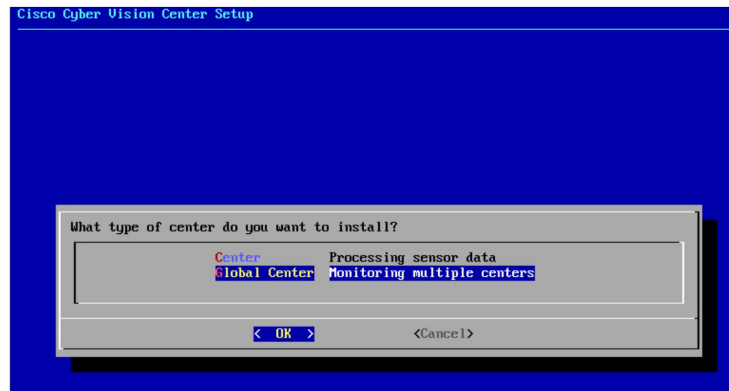 Cisco Cyber Vision Center Setup
What type of center do you want to install?
Center Processing sensor data
Global Center Monitoring multiple centers
< OK > <Cancel>